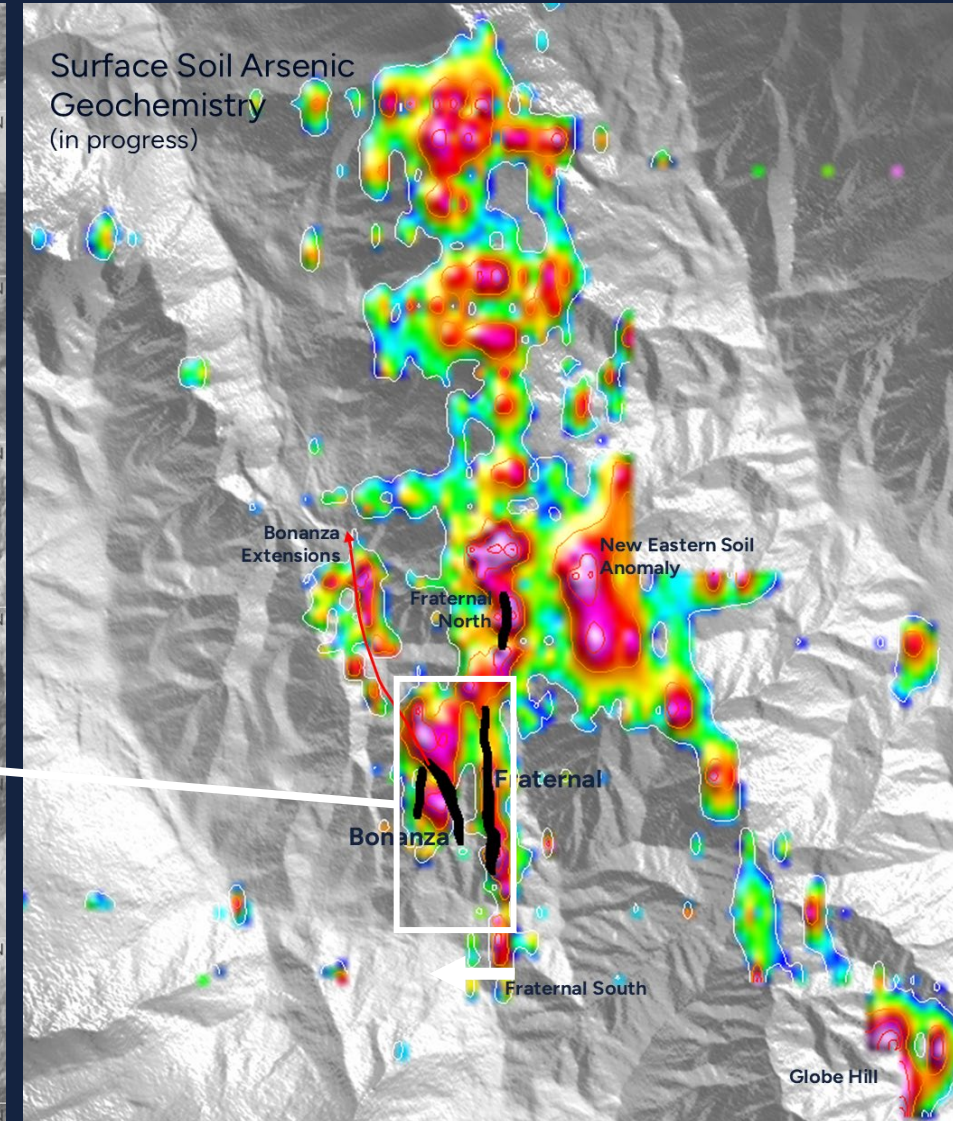 Surface Soil Arsenic
Geochemistry
(in progress)
Bonanza
Extensions
New Eastern Soil
Anomaly
Fraternal
North
Fraternal
Bonanza
Fraternal South
Globe Hill